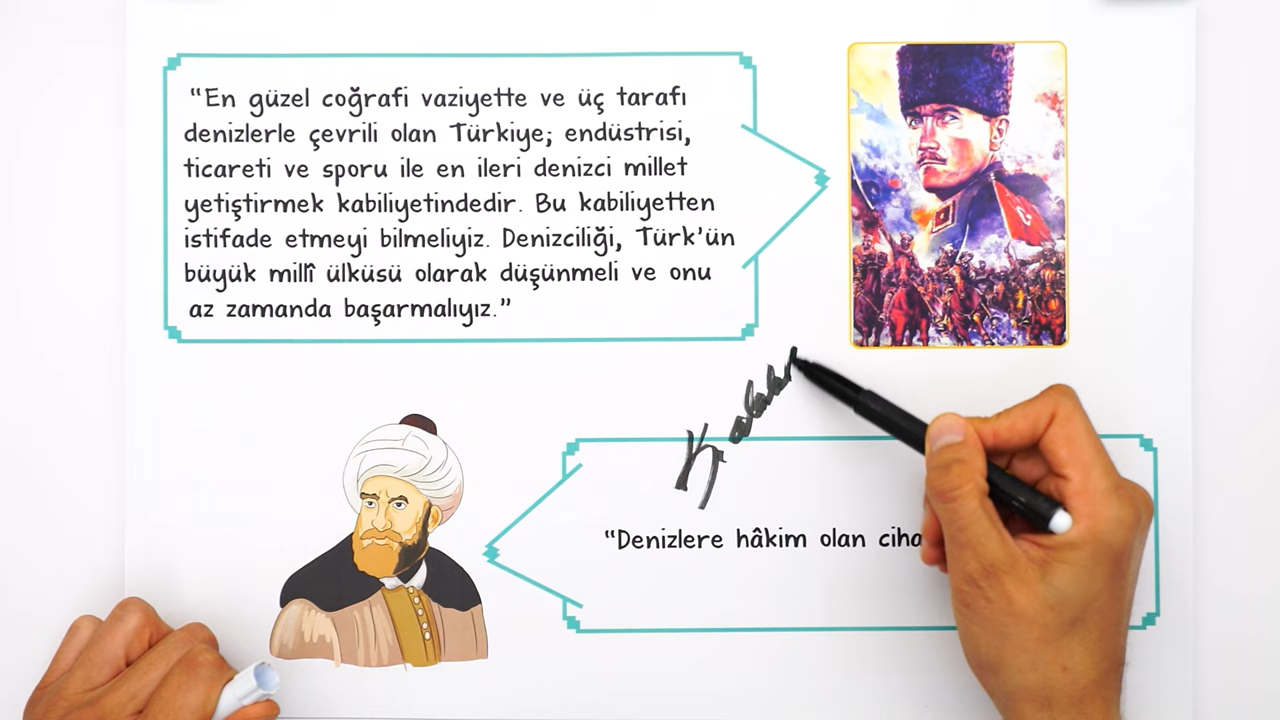 “En güzel coğrafi vaziyette ve üç tarafı
denizlerle çevrili olan Türkiye; endüstrisi,
ticareti ve sporu ile en ileri denizci millet
yetiştirmek kabiliyetindedir. Bu kabiliyetten
istifade etmeyi bilmeliyiz. Denizciliği, Türk’ün
büyük millî ülküsü olarak düşünmeli ve onu
az zamanda başarmalıyız.”
“Denizlere hâkim olan